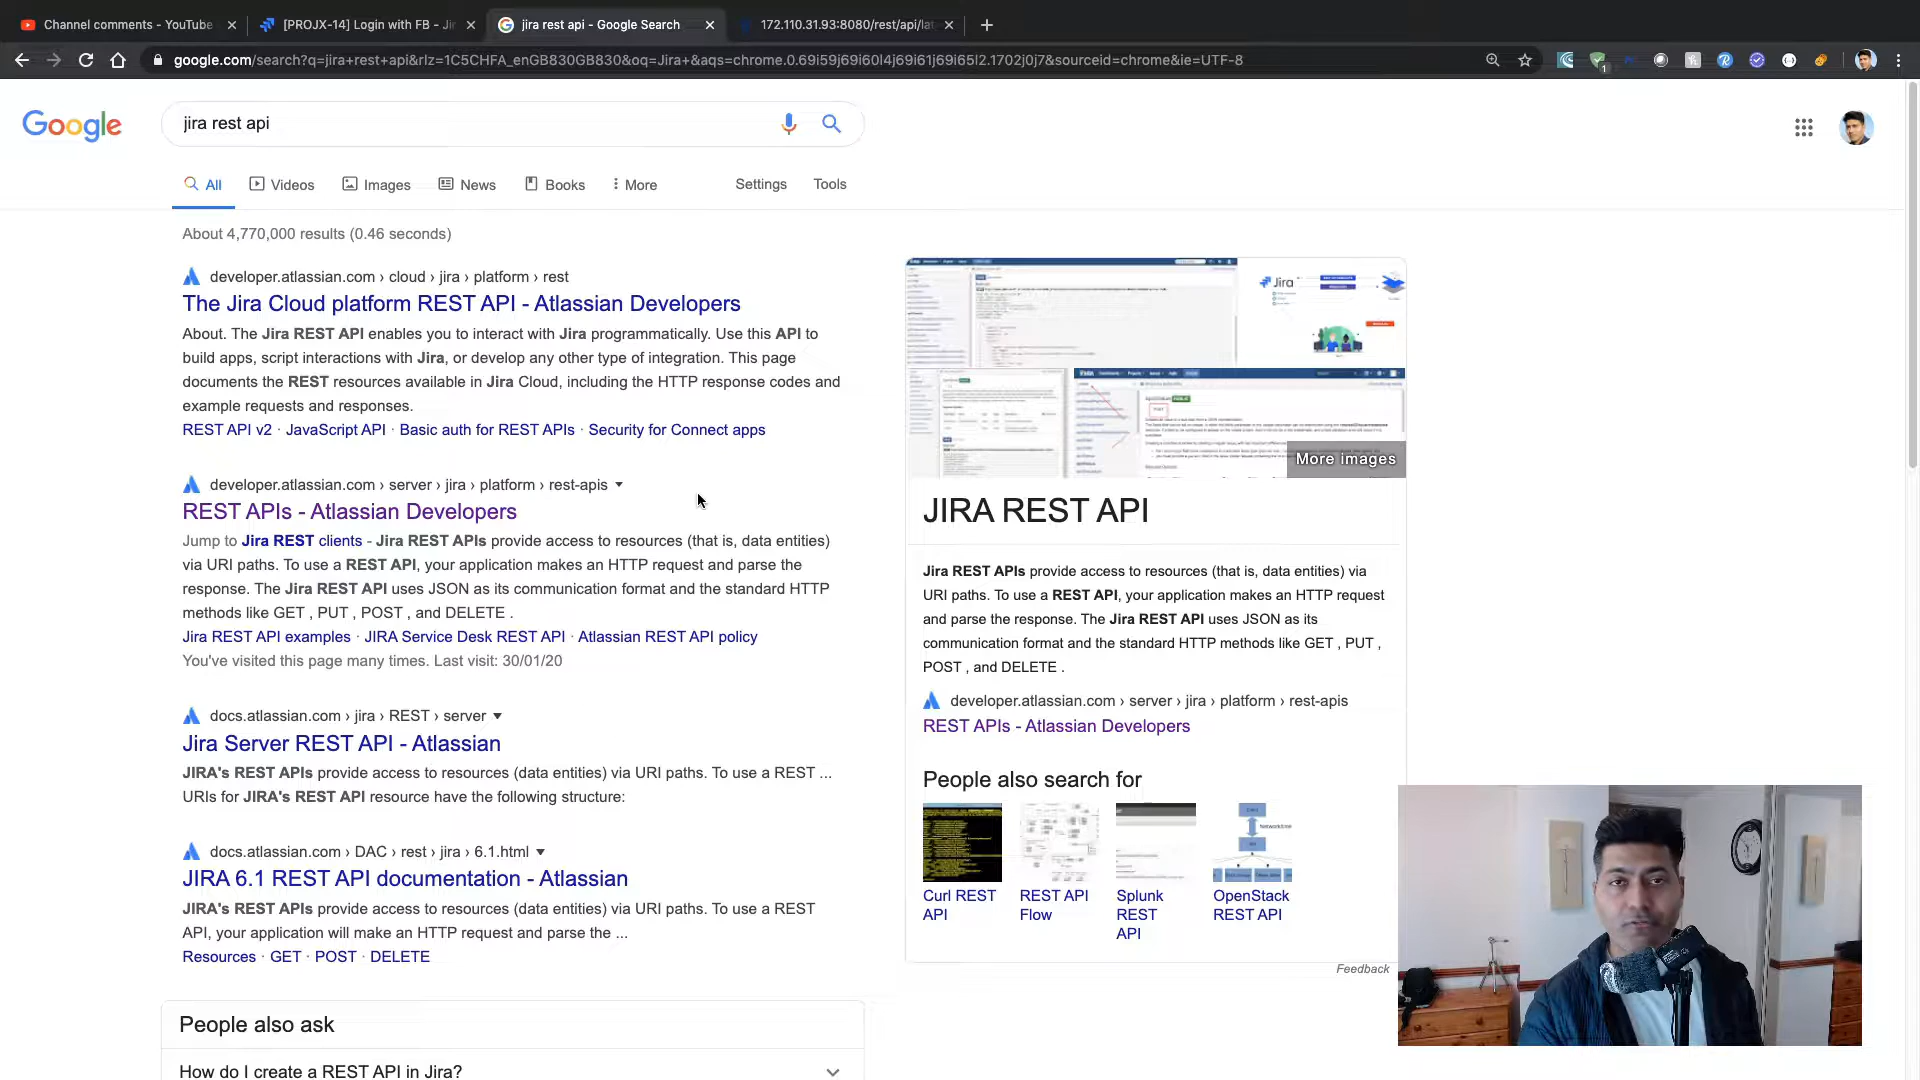 Channel comments - YouTube
[PROJX-14] Login with FB - Jir
jira rest api - Google Search
172.110.31.93:8080/rest/api/lat
google.com/search?q=jira+rest+api&rlz=1C5CHFA_enGB830GB830&oq=Jira+&aqs=chrome.0.69i59j69i60l4j69i61j69i65l2.1702j0j7&sourceid=chrome&ie=UTF-8
1
Google
jira rest api
All
Videos
Images
News
Books
More
Settings
Tools
About 4,770,000 results (0.46 seconds)
developer.atlassian.com › cloud › jira › platform › rest
The Jira Cloud platform REST API - Atlassian Developers
About. The Jira REST API enables you to interact with Jira programmatically. Use this API to
build apps, script interactions with Jira, or develop any other type of integration. This page
documents the REST resources available in Jira Cloud, including the HTTP response codes and
example requests and responses.
REST API v2 · JavaScript API · Basic auth for REST APIs · Security for Connect apps
developer.atlassian.com › server › jira › platform › rest-apis
REST APIs - Atlassian Developers
Jump to Jira REST clients - Jira REST APIs provide access to resources (that is, data entities)
via URI paths. To use a REST API, your application makes an HTTP request and parse the
response. The Jira REST API uses JSON as its communication format and the standard HTTP
methods like GET , PUT , POST , and DELETE .
Jira REST API examples · JIRA Service Desk REST API · Atlassian REST API policy
You've visited this page many times. Last visit: 30/01/20
docs.atlassian.com › jira › REST › server
Jira Server REST API - Atlassian
JIRA's REST APIs provide access to resources (data entities) via URI paths. To use a REST ...
URIs for JIRA's REST API resource have the following structure:
docs.atlassian.com › DAC › rest › jira › 6.1.html
JIRA 6.1 REST API documentation - Atlassian
JIRA's REST APIs provide access to resources (data entities) via URI paths. To use a REST
API, your application will make an HTTP request and parse the ...
Resources · GET · POST · DELETE
People also ask
How do I create a REST API in Jira?
Jira
More images
JIRA REST API
Jira REST APIs provide access to resources (that is, data entities) via
URI paths. To use a REST API, your application makes an HTTP request
and parse the response. The Jira REST API uses JSON as its
communication format and the standard HTTP methods like GET , PUT ,
POST , and DELETE .
developer.atlassian.com › server › jira › platform › rest-apis
REST APIs - Atlassian Developers
People also search for
Curl REST
API
REST API
Flow
Splunk
REST
API
OpenStack
REST API
Feedback